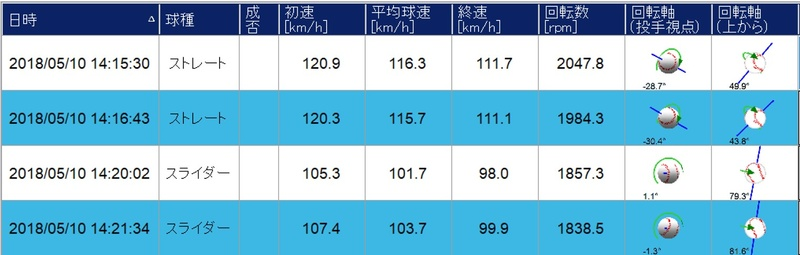 日時 球種 成否 初速[km/h] 平均球速[km/h] 終速[km/h] 回転数[rpm] 回転軸(投手視点) 回転軸(上から)
2018/05/10 14:15:30 ストレート 120.9 116.3 111.7 2047.8 -28.7° 49.9°
2018/05/10 14:16:43 ストレート 120.3 115.7 111.1 1984.3 -30.4° 43.8°
2018/05/10 14:20:02 スライダー 105.3 101.7 98.0 1857.3 1.1° 79.3°
2018/05/10 14:21:34 スライダー 107.4 103.7 99.9 1838.5 -1.3° 81.6°